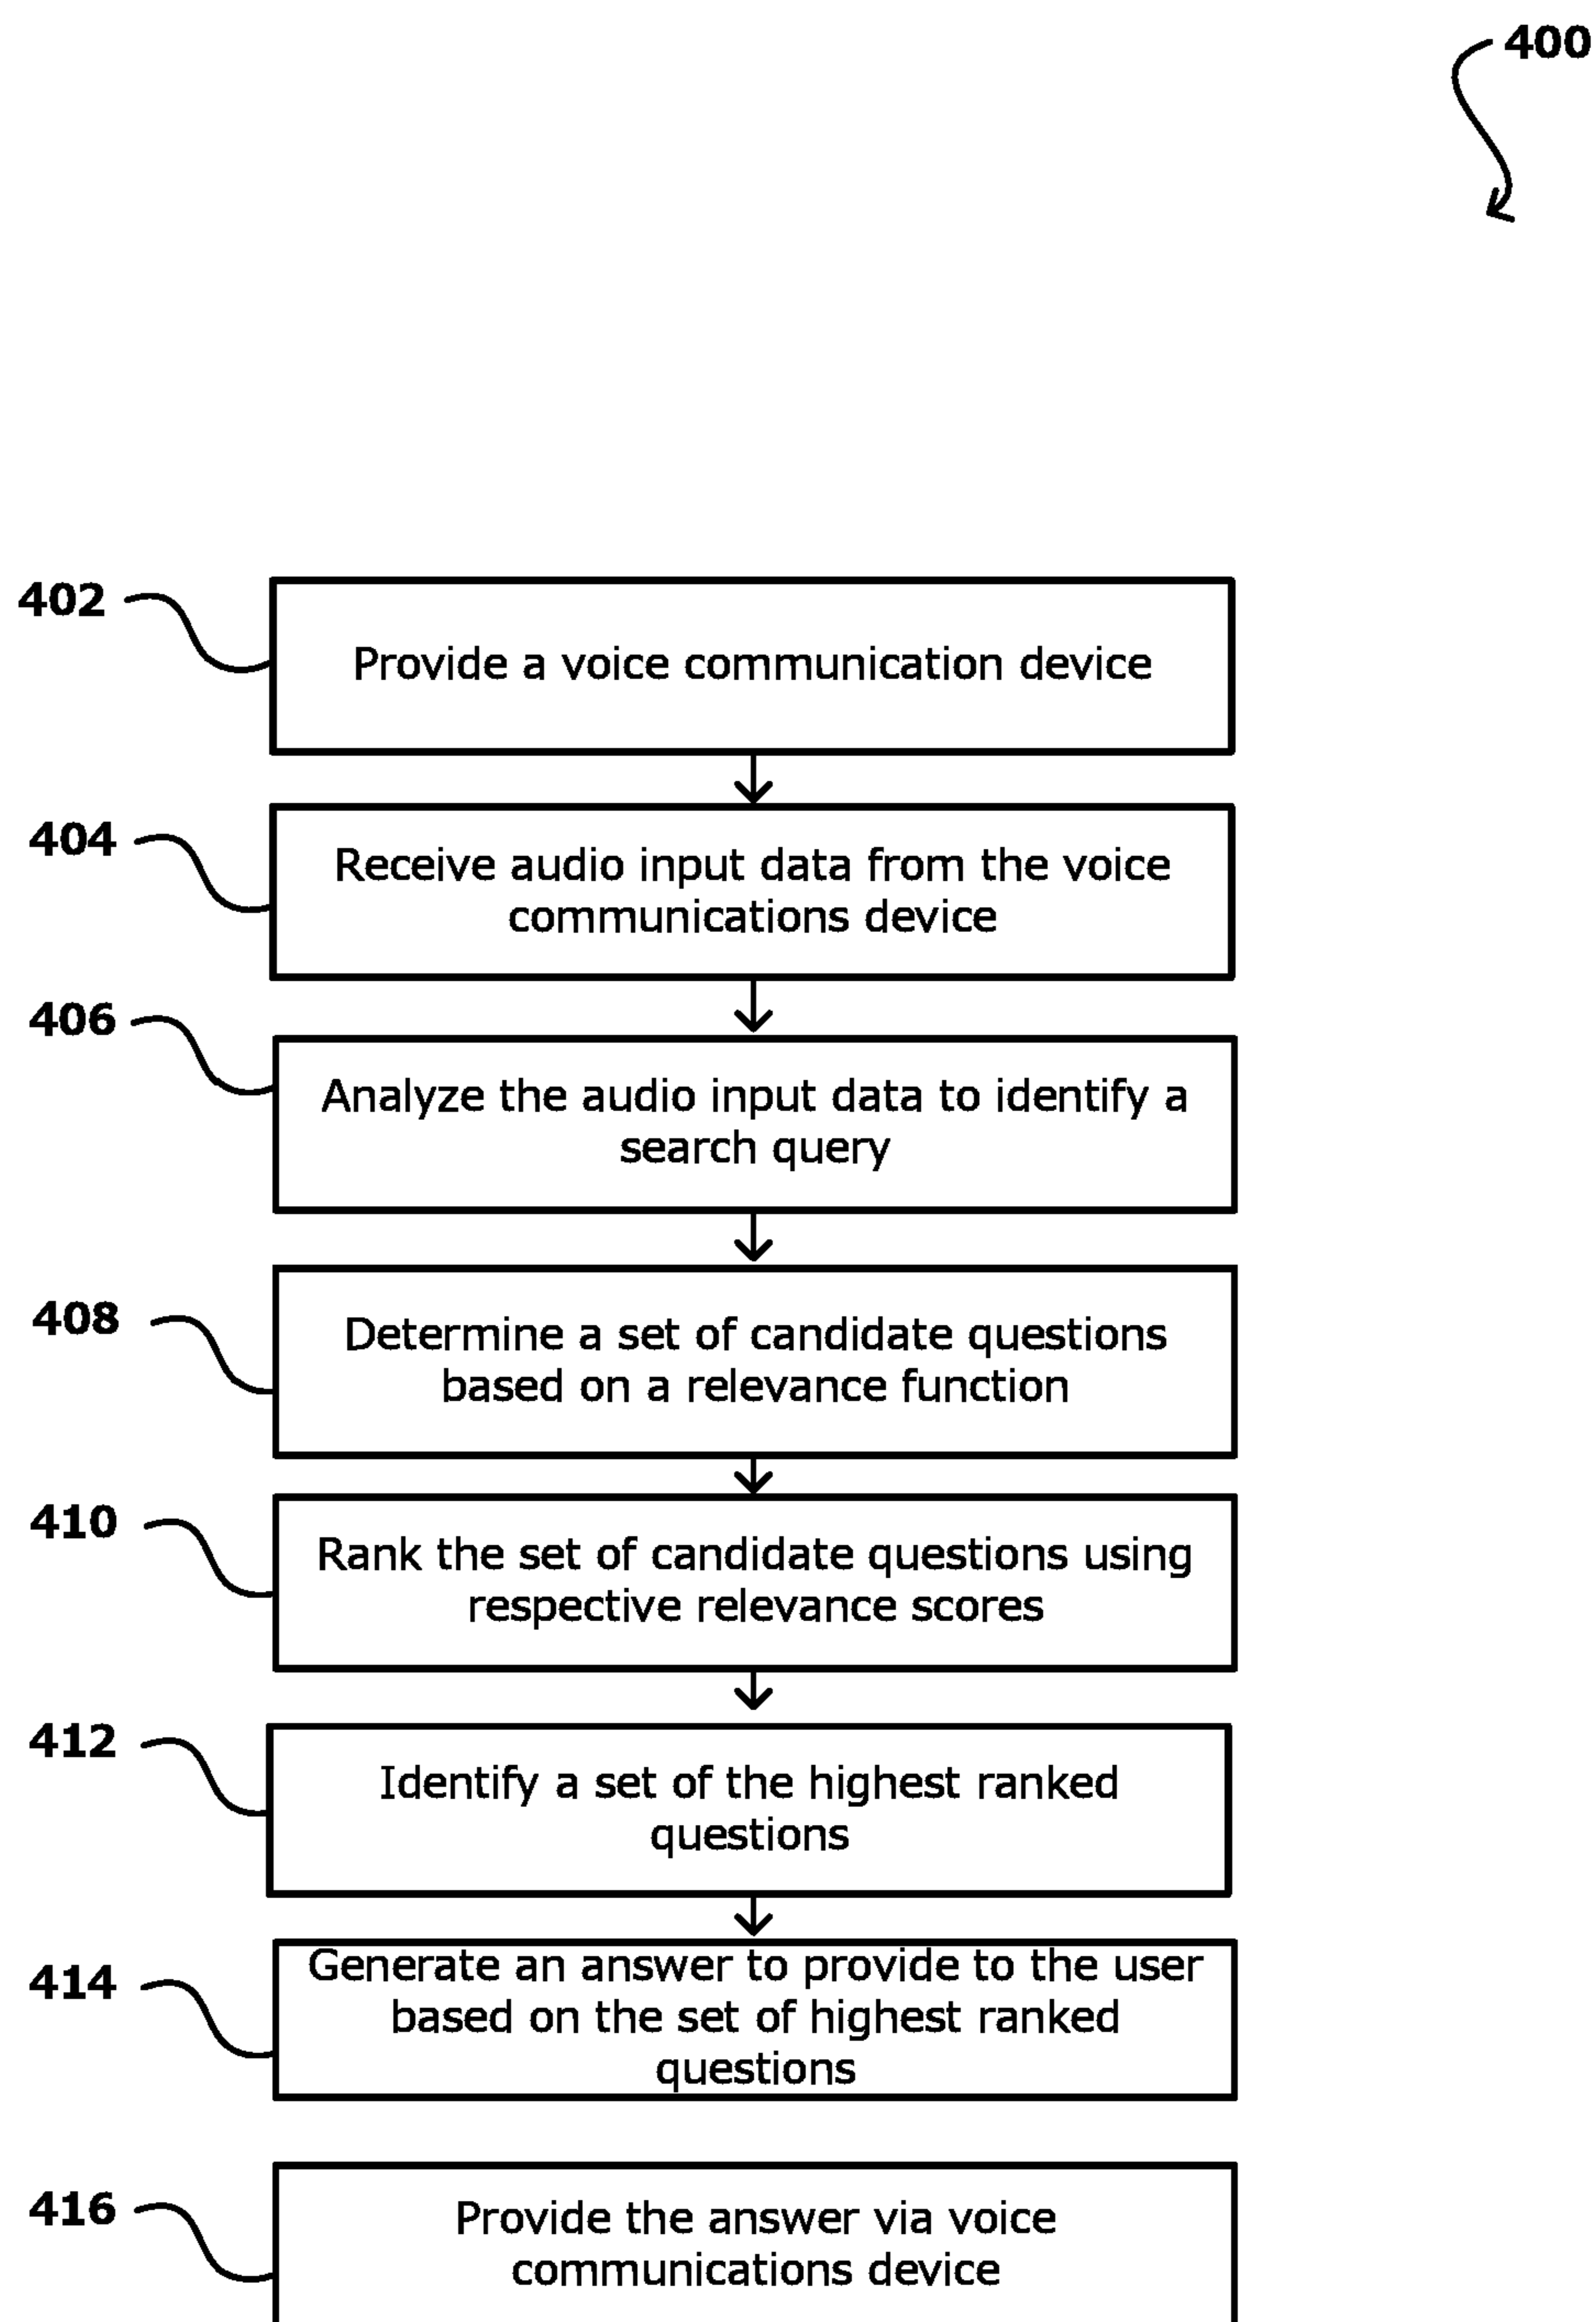 400
402
Provide a voice communication device
404
Receive audio input data from the voice
communications device
406
Analyze the audio input data to identify a
search query
408
Determine a set of candidate questions
based on a relevance function
410
Rank the set of candidate questions using
respective relevance scores
412
Identify a set of the highest ranked
questions
414
Generate an answer to provide to the user
based on the set of highest ranked
questions
416
Provide the answer via voice
communications device